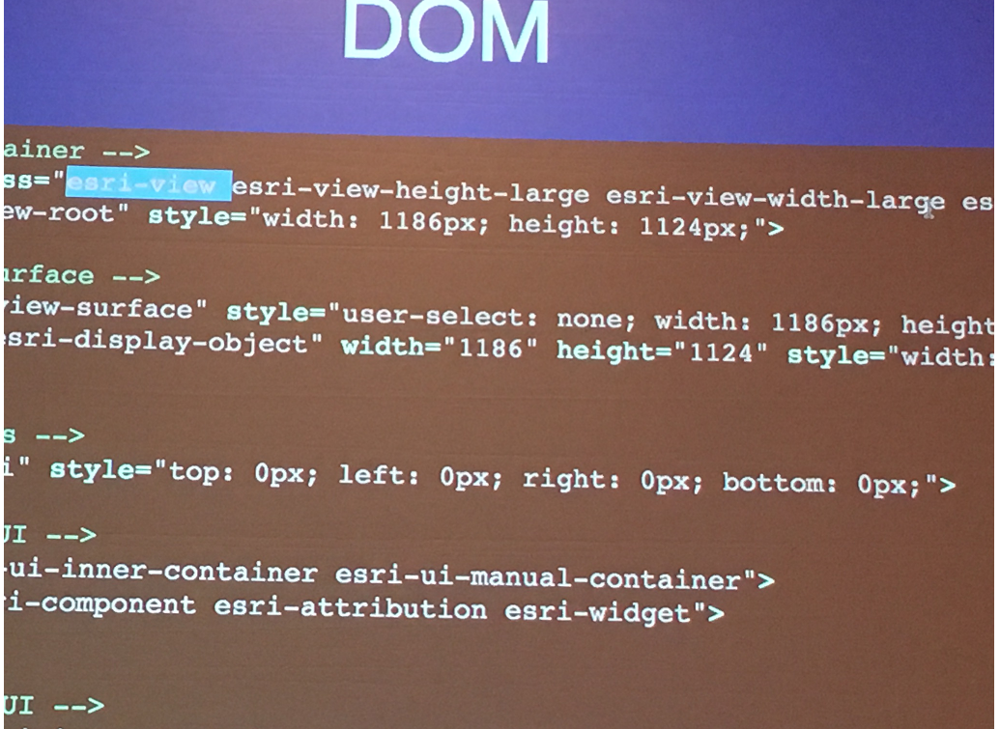 DOM
ainer -->
ss="esri-view esri-view-height-large esri-view-width-large es
ew-root" style="width: 1186px; height: 1124px;">
urface -->
view-surface" style="user-select: none; width: 1186px; height
esri-display-object" width="1186" height="1124" style="width:
s -->
i" style="top: 0px; left: 0px; right: 0px; bottom: 0px;">
UI -->
-ui-inner-container esri-ui-manual-container">
ri-component esri-attribution esri-widget">
UI -->